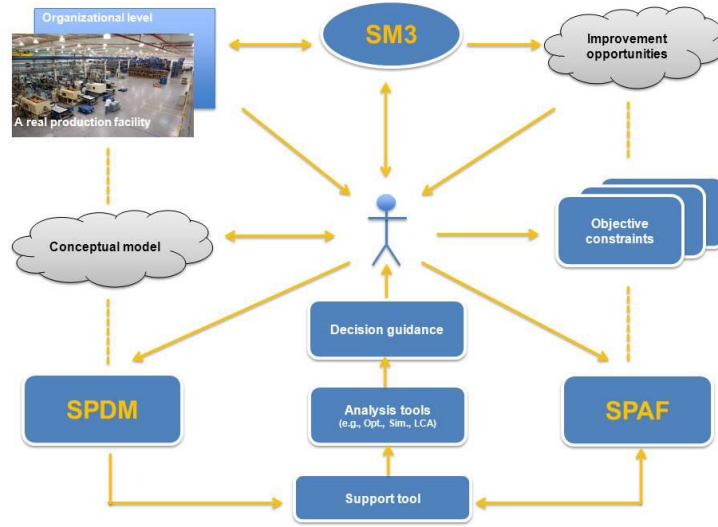 Organizational level
SM3
Improvement
opportunities
A real production facility
Conceptual model
Objective
constraints
Decision guidance
SPDM
Analysis tools
(e.g., Opt., Sim., LCA)
SPAF
Support tool